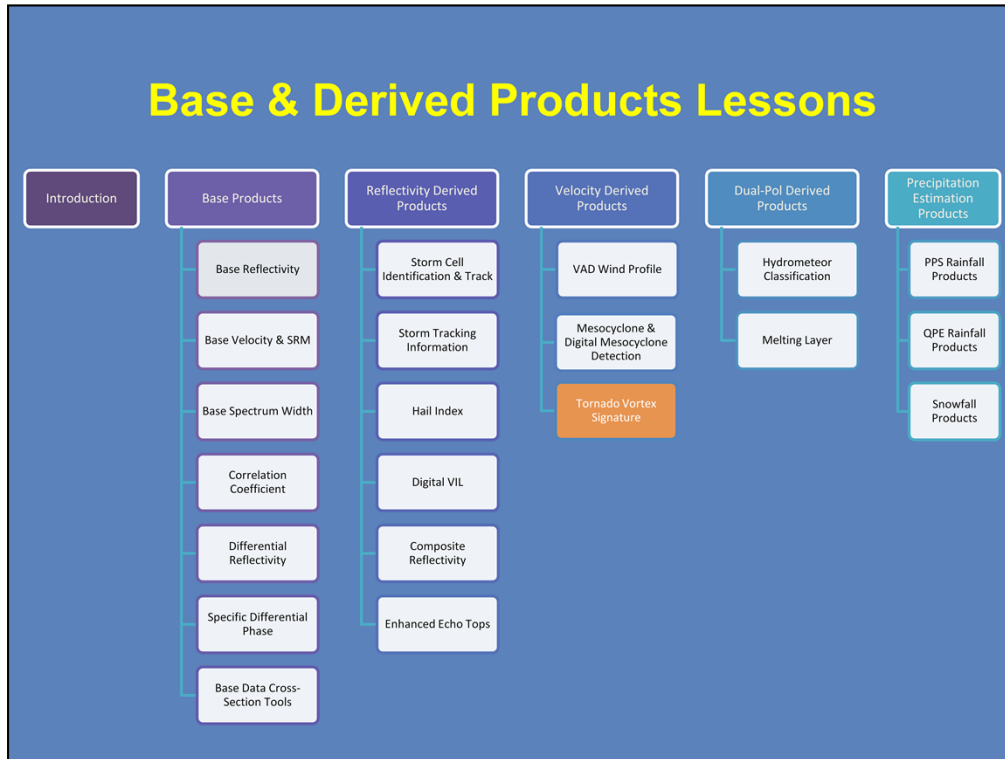 Base & Derived Products Lessons
Introduction
Base Products
Base Reflectivity
Base Velocity & SRM
Base Spectrum Width
Correlation
Coefficient
Differential
Reflectivity
Specific Differential
Phase
Base Data Cross-
Section Tools
Reflectivity Derived
Products
Storm Cell
Identification & Track
Storm Tracking
Information
Hail Index
Digital VIL
Composite
Reflectivity
Enhanced Echo Tops
Velocity Derived
Products
VAD Wind Profile
Mesocyclone &
Digital Mesocyclone
Detection
Tornado Vortex
Signature
Dual-Pol Derived
Products
Hydrometeor
Classification
Melting Layer
Precipitation
Estimation
Products
PPS Rainfall
Products
QPE Rainfall
Products
Snowfall
Products